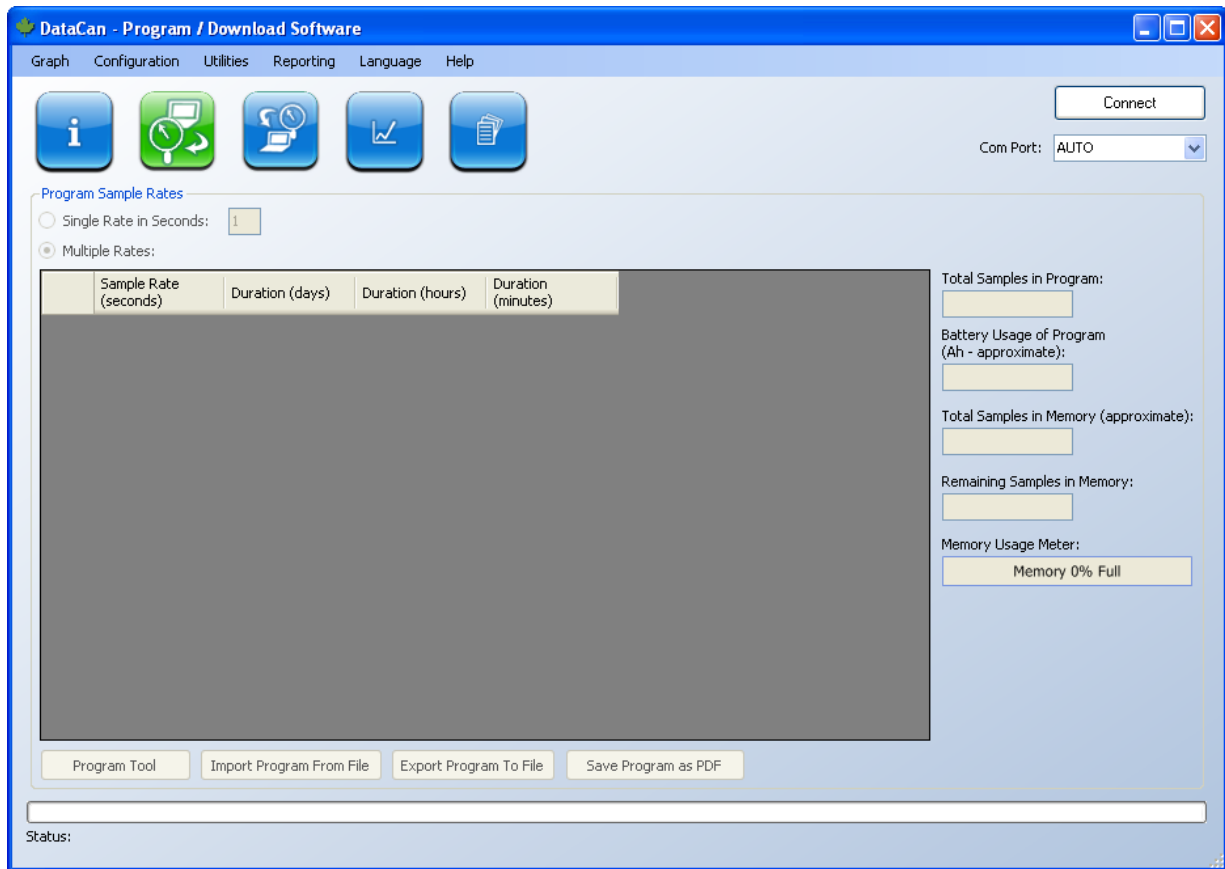 DataCan - Program / Download Software
Graph Configuration Utilities Reporting Language Help
i
Connect
Com Port: AUTO
Program Sample Rates
Single Rate in Seconds: 1
Multiple Rates:
Sample Rate
(seconds)
Duration (days)
Duration (hours)
Duration
(minutes)
Total Samples in Program:
Battery Usage of Program
(Ah - approximate):
Total Samples in Memory (approximate):
Remaining Samples in Memory:
Memory Usage Meter:
Memory 0% Full
Program Tool Import Program From File Export Program To File Save Program as PDF
Status: